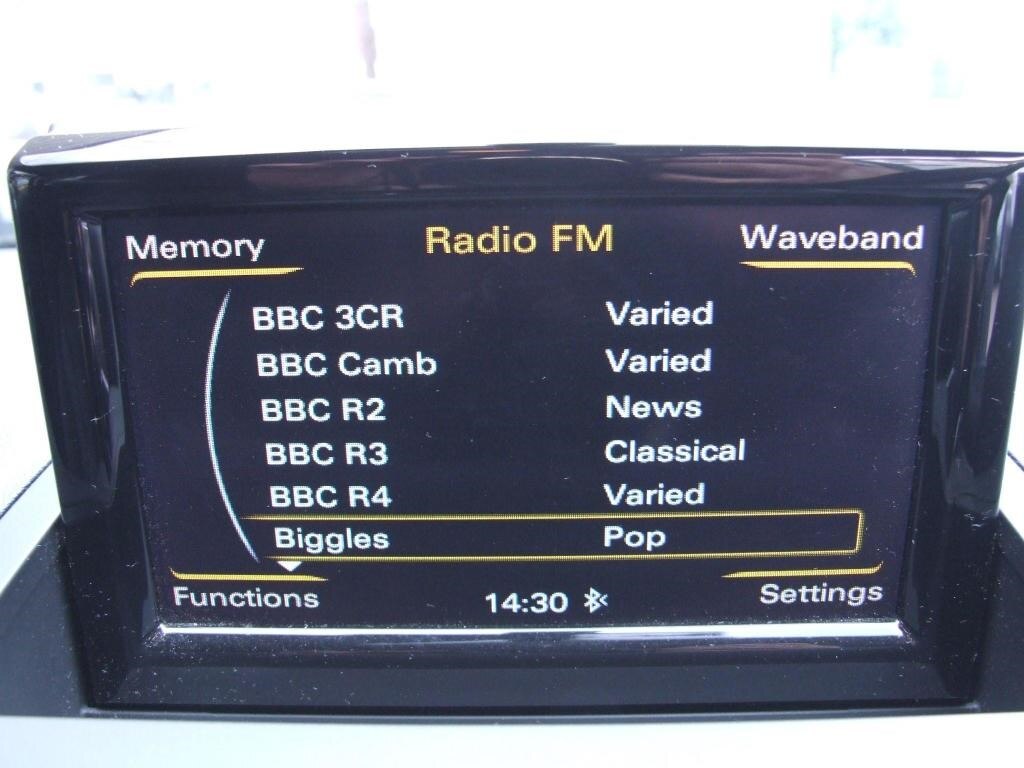 Memory Radio FM Waveband
BBC 3CR Varied
BBC Camb Varied
BBC R2 News
BBC R3 Classical
BBC R4 Varied
Biggles Pop
Functions 14:30 Settings